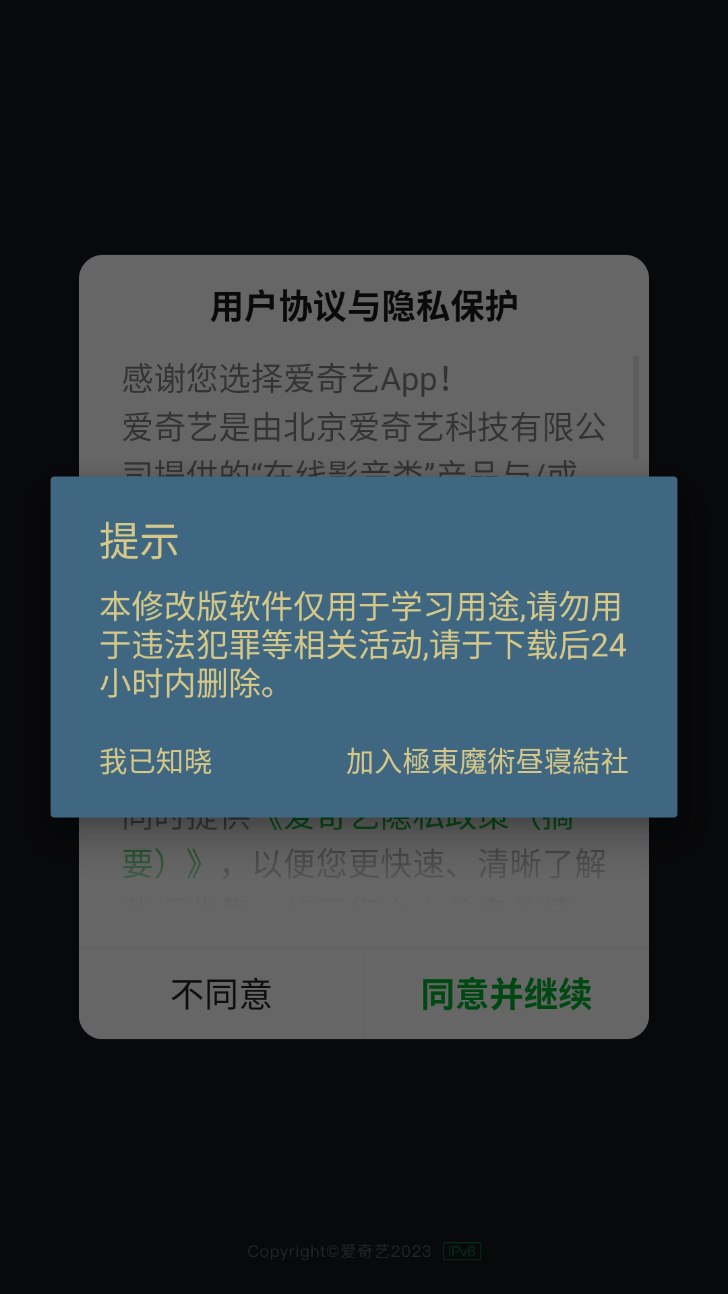 用户协议与隐私保护
感谢您选择爱奇艺App！
爱奇艺是由北京爱奇艺科技有限公
司提供的“在线影音类”产品与/或
提示
本修改版软件仅用于学习用途,请勿用
于违法犯罪等相关活动,请于下载后24
小时内删除。
我已知晓 加入極東魔術昼寝結社
同时提供《爱奇艺隐私政策（摘
要）》，以便您更快速、清晰了解
不同意 同意并继续
Copyright©爱奇艺2023 IPv6